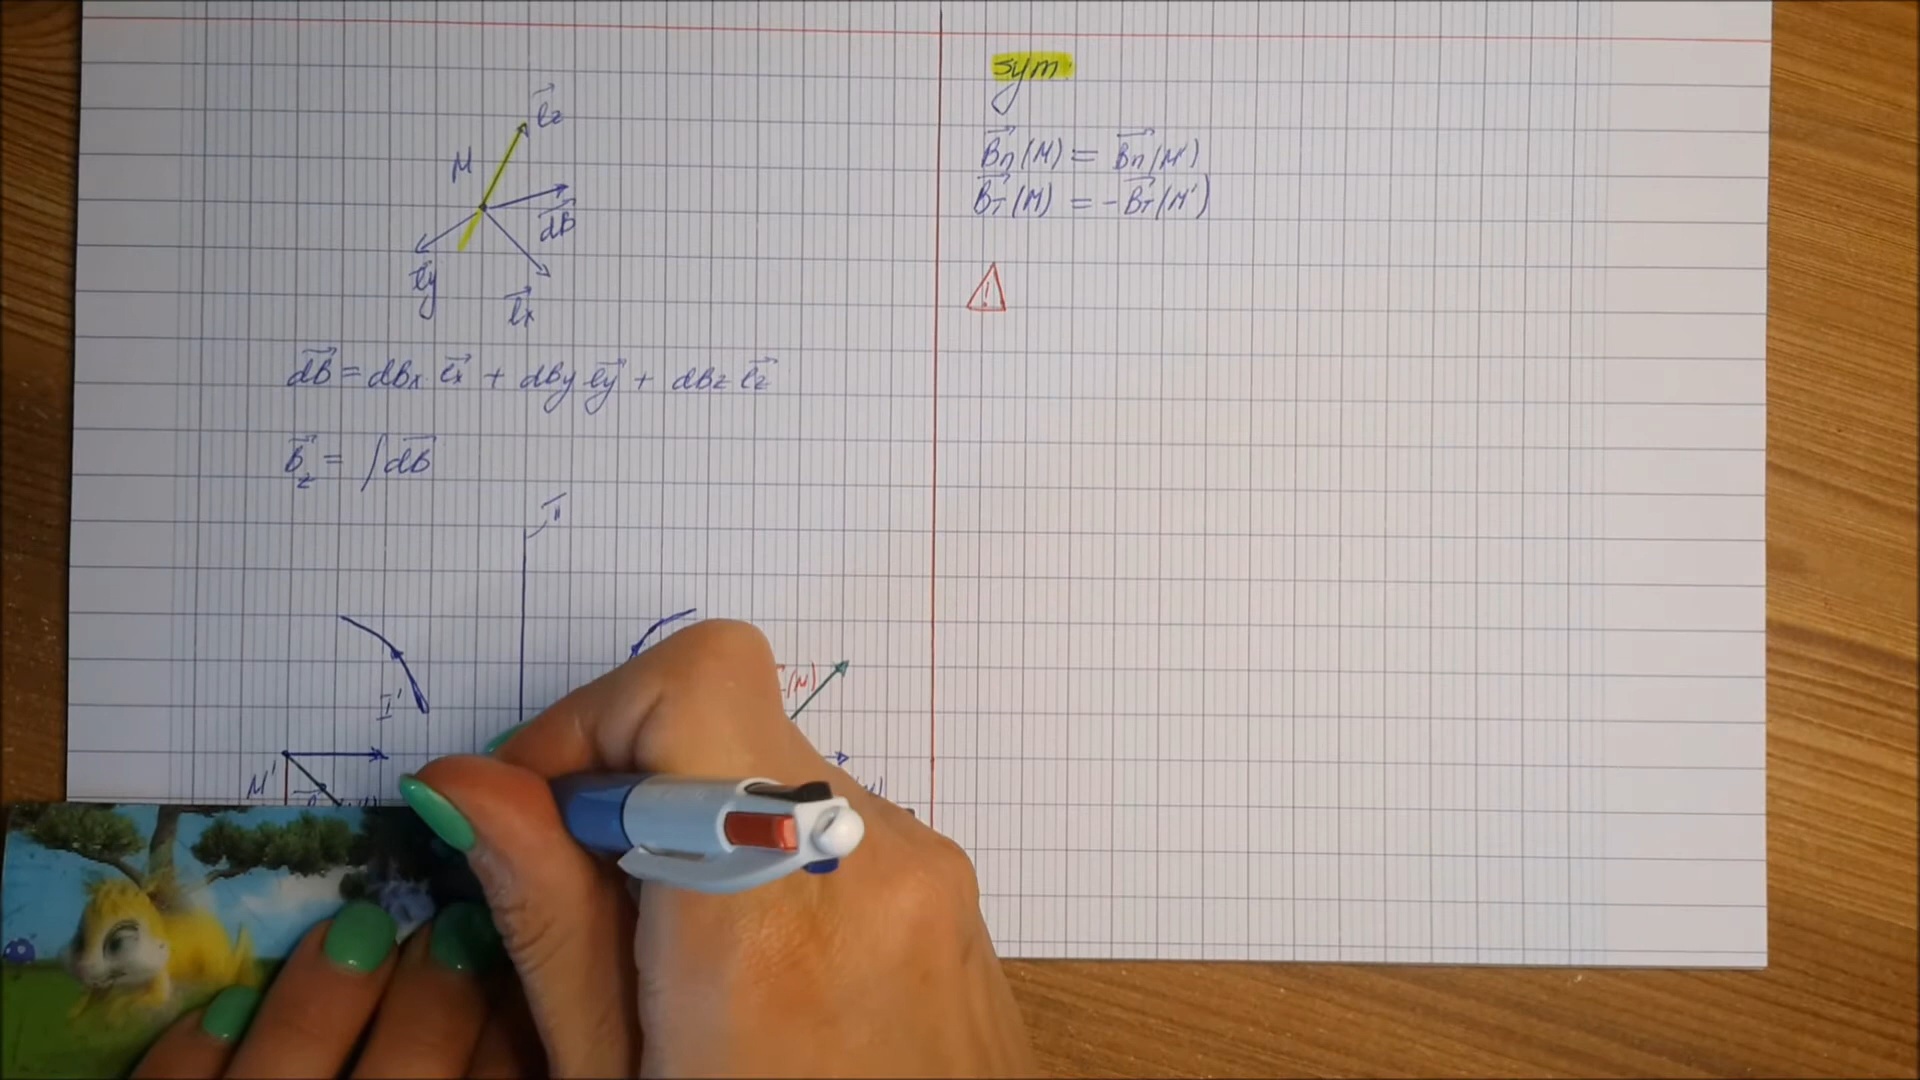 ez
M
dB
ey
ex
dB = dBx ex + dBy ey + dBz ez
Bz = ∫dB
π
I'
M'
sym
Bn(M) = Bn(M')
BT(M) = -BT(M')
!